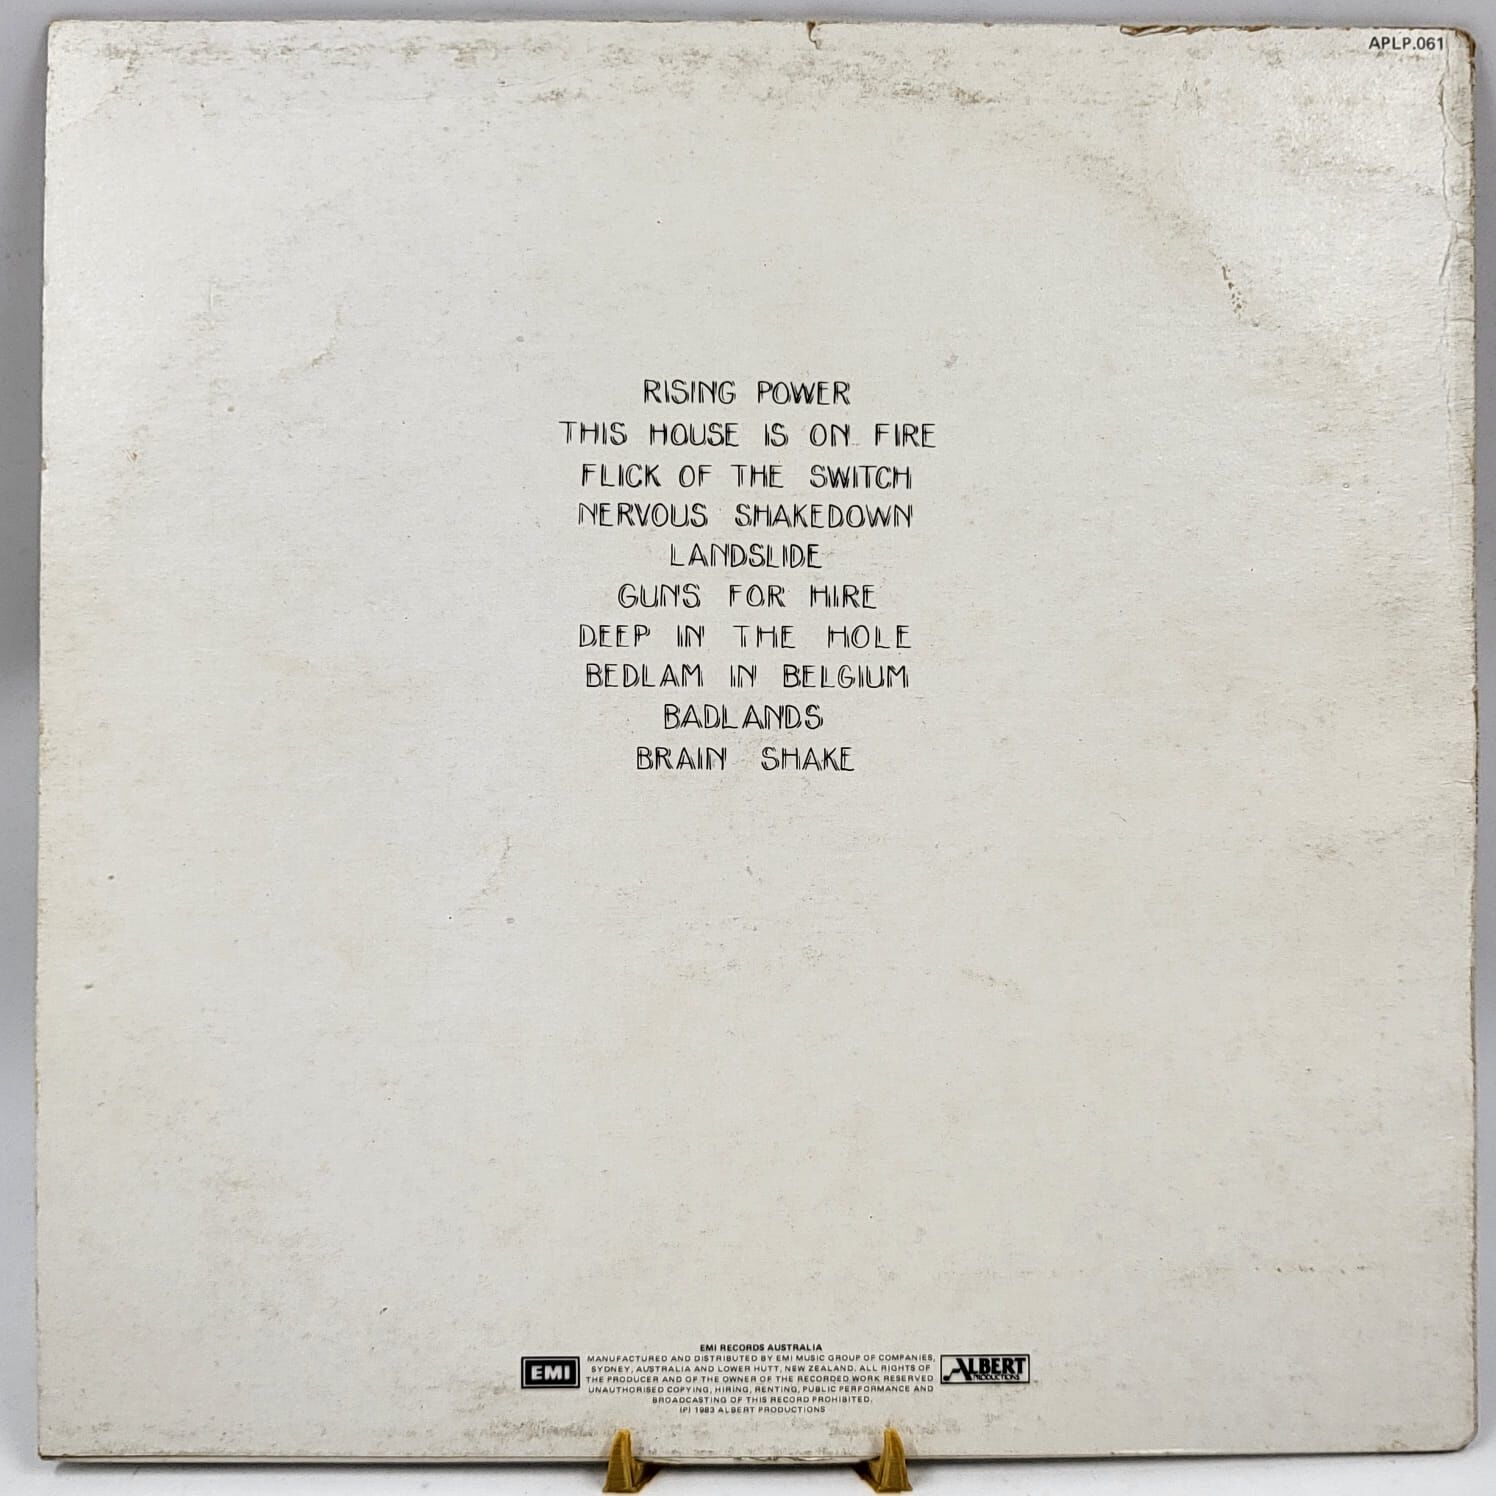 APLP.061
RISING POWER
THIS HOUSE IS ON FIRE
FLICK OF THE SWITCH
NERVOUS SHAKEDOWN
LANDSLIDE
GUNS FOR HIRE
DEEP IN THE HOLE
BEDLAM IN BELGIUM
BADLANDS
BRAIN SHAKE
EMI
EMI RECORDS AUSTRALIA
MANUFACTURED AND DISTRIBUTED BY EMI MUSIC GROUP OF COMPANIES,
SYDNEY, AUSTRALIA AND LOWER HUTT, NEW ZEALAND. ALL RIGHTS OF
THE PRODUCER AND OF THE OWNER OF THE RECORDED WORK RESERVED
UNAUTHORISED COPYING, HIRING, RENTING, PUBLIC PERFORMANCE AND
BROADCASTING OF THIS RECORD PROHIBITED.
(P) 1983 ALBERT PRODUCTIONS
ALBERT
PRODUCTIONS